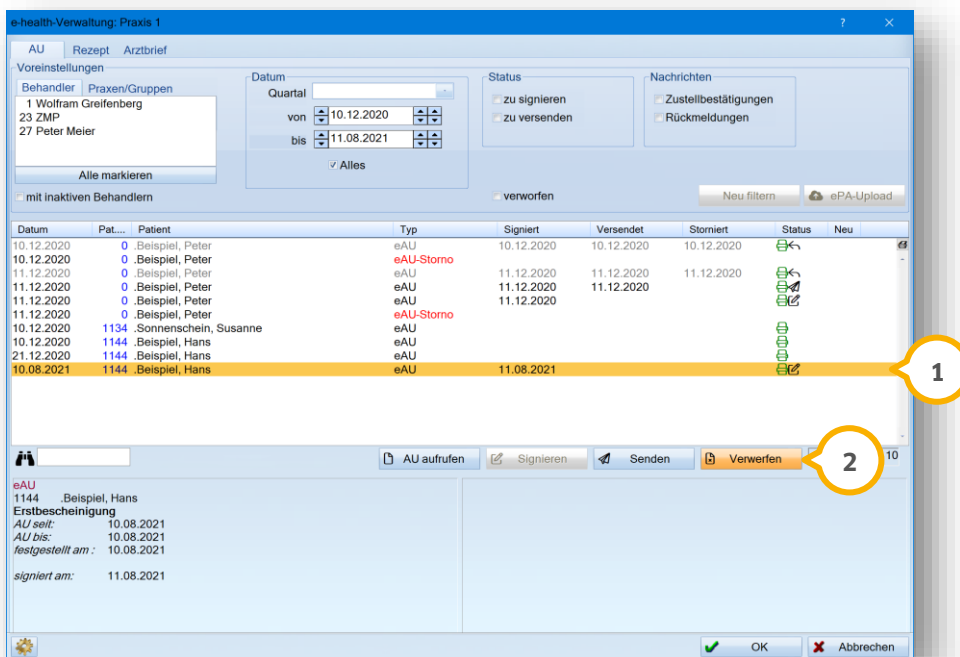 e-health-Verwaltung: Praxis 1 ? ×
AU Rezept Arztbrief
Voreinstellungen
Behandler Praxen/Gruppen
1 Wolfram Greifenberg
23 ZMP
27 Peter Meier
Alle markieren
mit inaktiven Behandlern
Datum
Quartal
von 10.12.2020
bis 11.08.2021
Alles
Status
zu signieren
zu versenden
verworfen
Nachrichten
Zustellbestätigungen
Rückmeldungen
Neu filtern ePA-Upload
Datum Pat.... Patient Typ Signiert Versendet Storniert Status Neu
10.12.2020 0 .Beispiel, Peter eAU 10.12.2020 10.12.2020 10.12.2020
10.12.2020 0 .Beispiel, Peter eAU-Storno
11.12.2020 0 .Beispiel, Peter eAU 11.12.2020 11.12.2020 11.12.2020
11.12.2020 0 .Beispiel, Peter eAU 11.12.2020 11.12.2020
11.12.2020 0 .Beispiel, Peter eAU 11.12.2020
11.12.2020 0 .Beispiel, Peter eAU-Storno
10.12.2020 1134 .Sonnenschein, Susanne eAU
10.12.2020 1144 .Beispiel, Hans eAU
21.12.2020 1144 .Beispiel, Hans eAU
10.08.2021 1144 .Beispiel, Hans eAU 11.08.2021
1
AU aufrufen Signieren Senden Verwerfen 10
2
eAU
1144 .Beispiel, Hans
Erstbescheinigung
AU seit: 10.08.2021
AU bis: 10.08.2021
festgestellt am : 10.08.2021
signiert am: 11.08.2021
OK Abbrechen